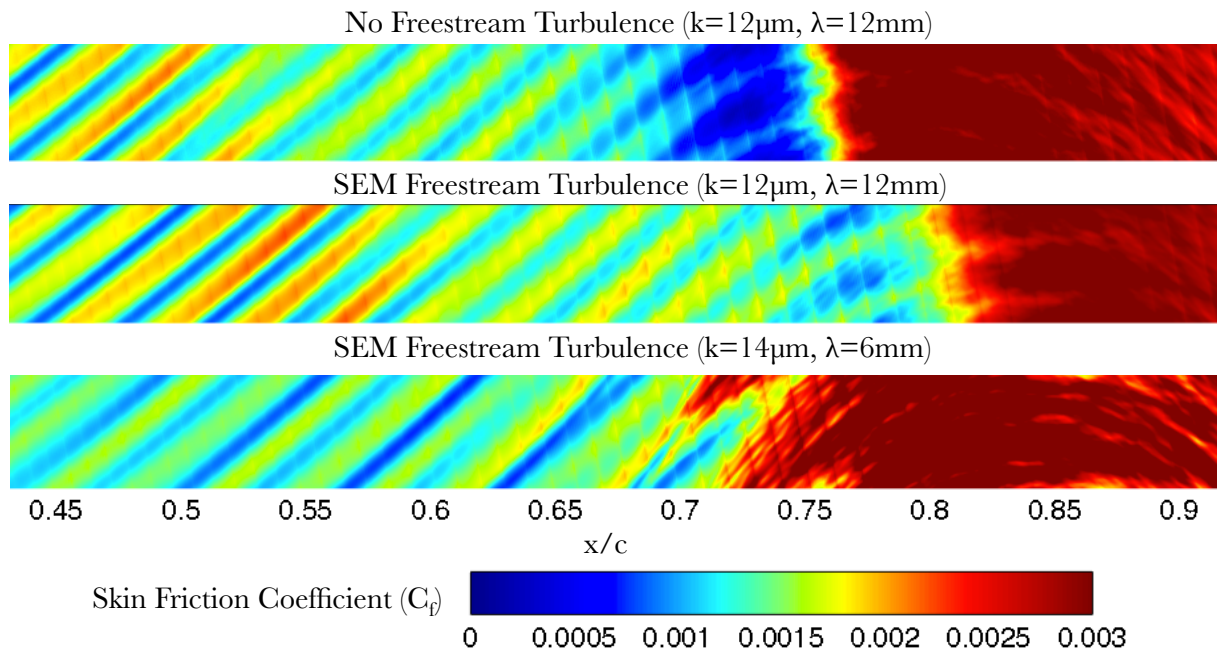 No Freestream Turbulence (k=12μm, λ=12mm)
SEM Freestream Turbulence (k=12μm, λ=12mm)
SEM Freestream Turbulence (k=14μm, λ=6mm)
0.45 0.5 0.55 0.6 0.65 0.7 0.75 0.8 0.85 0.9
x/c
Skin Friction Coefficient (C_f)
0 0.0005 0.001 0.0015 0.002 0.0025 0.003